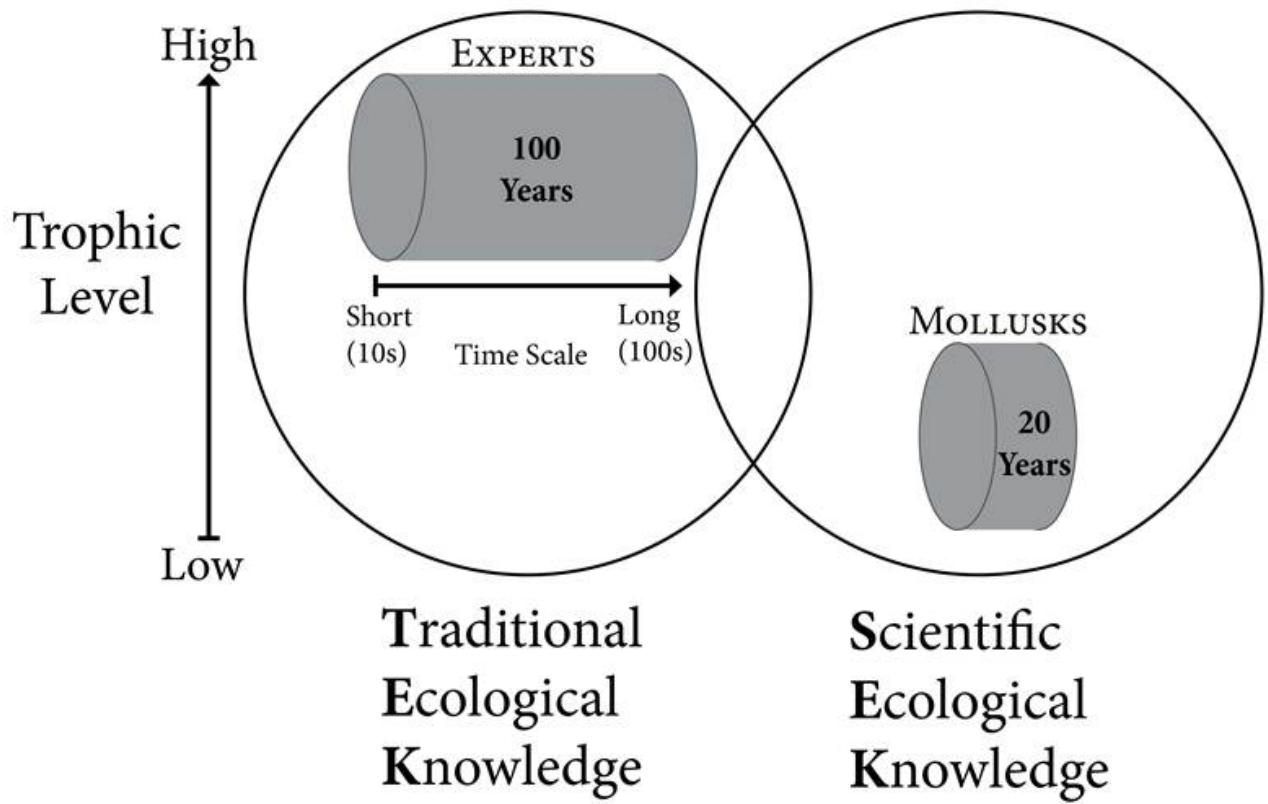 High
EXPERTS
100
Years
Trophic
Level
Short
(10s)
Time Scale
Long
(100s)
MOLLUSKS
20
Years
Low
Traditional
Ecological
Knowledge
Scientific
Ecological
Knowledge